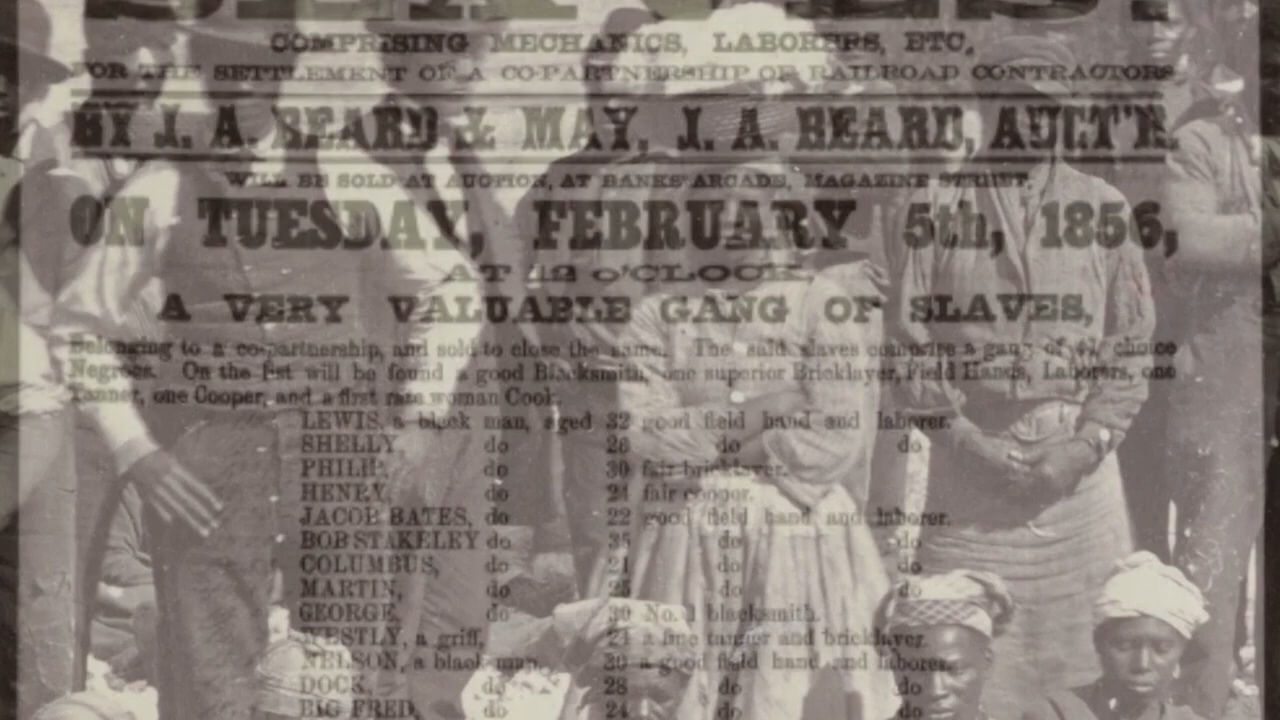 COMPRISING MECHANICS, LABORERS, ETC,
FOR THE SETTLEMENT OF A CO-PARTNERSHIP OF RAILROAD CONTRACTORS
BY J. A. BEARD & MAY, J. A. BEARD, AUCT'R.
WILL BE SOLD AT AUCTION, AT BANKS' ARCADE, MAGAZINE STREET,
ON TUESDAY, FEBRUARY 5th, 1856,
AT 12 O'CLOCK,
A VERY VALUABLE GANG OF SLAVES,
Belonging to a co-partnership, and sold to close the same. The said slaves comprise a gang of 41 choice
Negroes. On the list will be found a good Blacksmith, one superior Bricklayer, Field Hands, Laborers, one
Tanner, one Cooper, and a first rate woman Cook.
LEWIS, a black man, aged 32 good field hand and laborer.
SHELLY, do 26 do do
PHILIP, do 30 fair bricklayer.
HENRY, do 24 fair cooper.
JACOB BATES, do 22 good field hand and laborer.
BOB STAKELEY do 35 do do
COLUMBUS, do 21 do do
MARTIN, do 25 do do
GEORGE, do 30 No. 1 blacksmith.
WESTLY, a griff, 24 a fine tanner and bricklayer.
NELSON, a black man, 30 a good field hand and laborer.
DOCK, do 28 do do
BIG FRED, do 24 do do